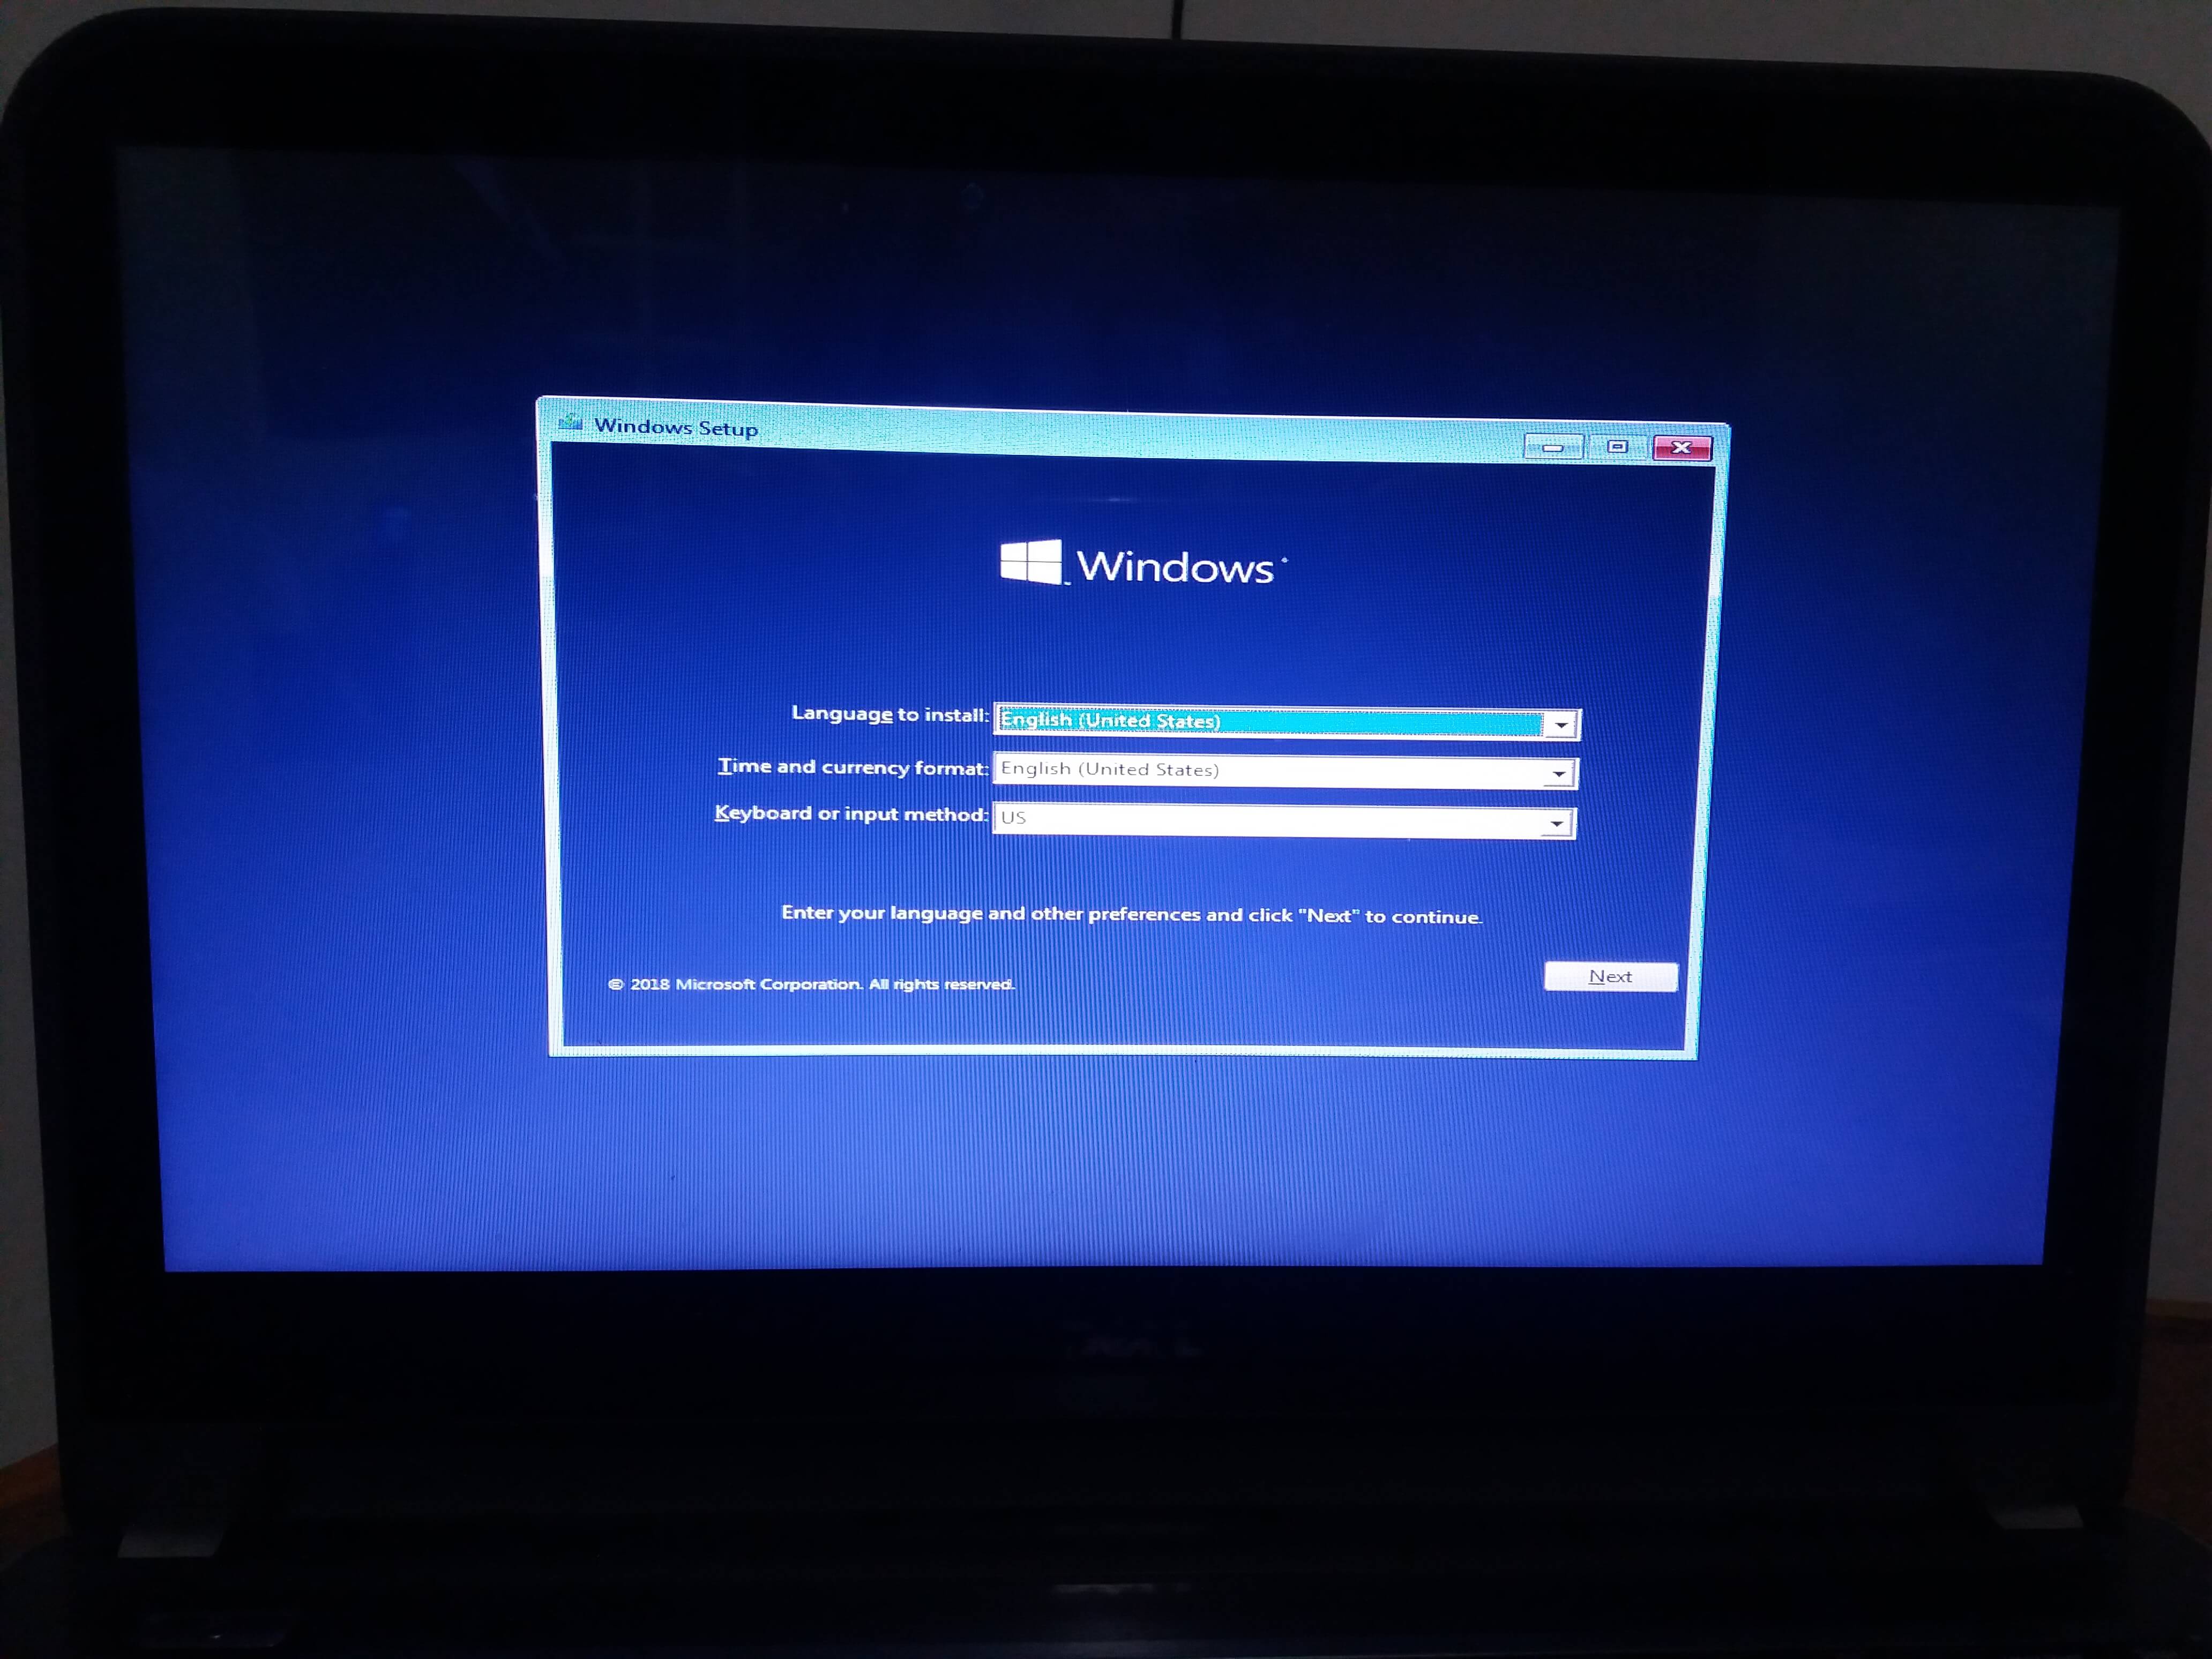 Windows Setup
Windows
Language to install: English (United States)
Time and currency format: English (United States)
Keyboard or input method: US
Enter your language and other preferences and click "Next" to continue.
© 2018 Microsoft Corporation. All rights reserved.
Next